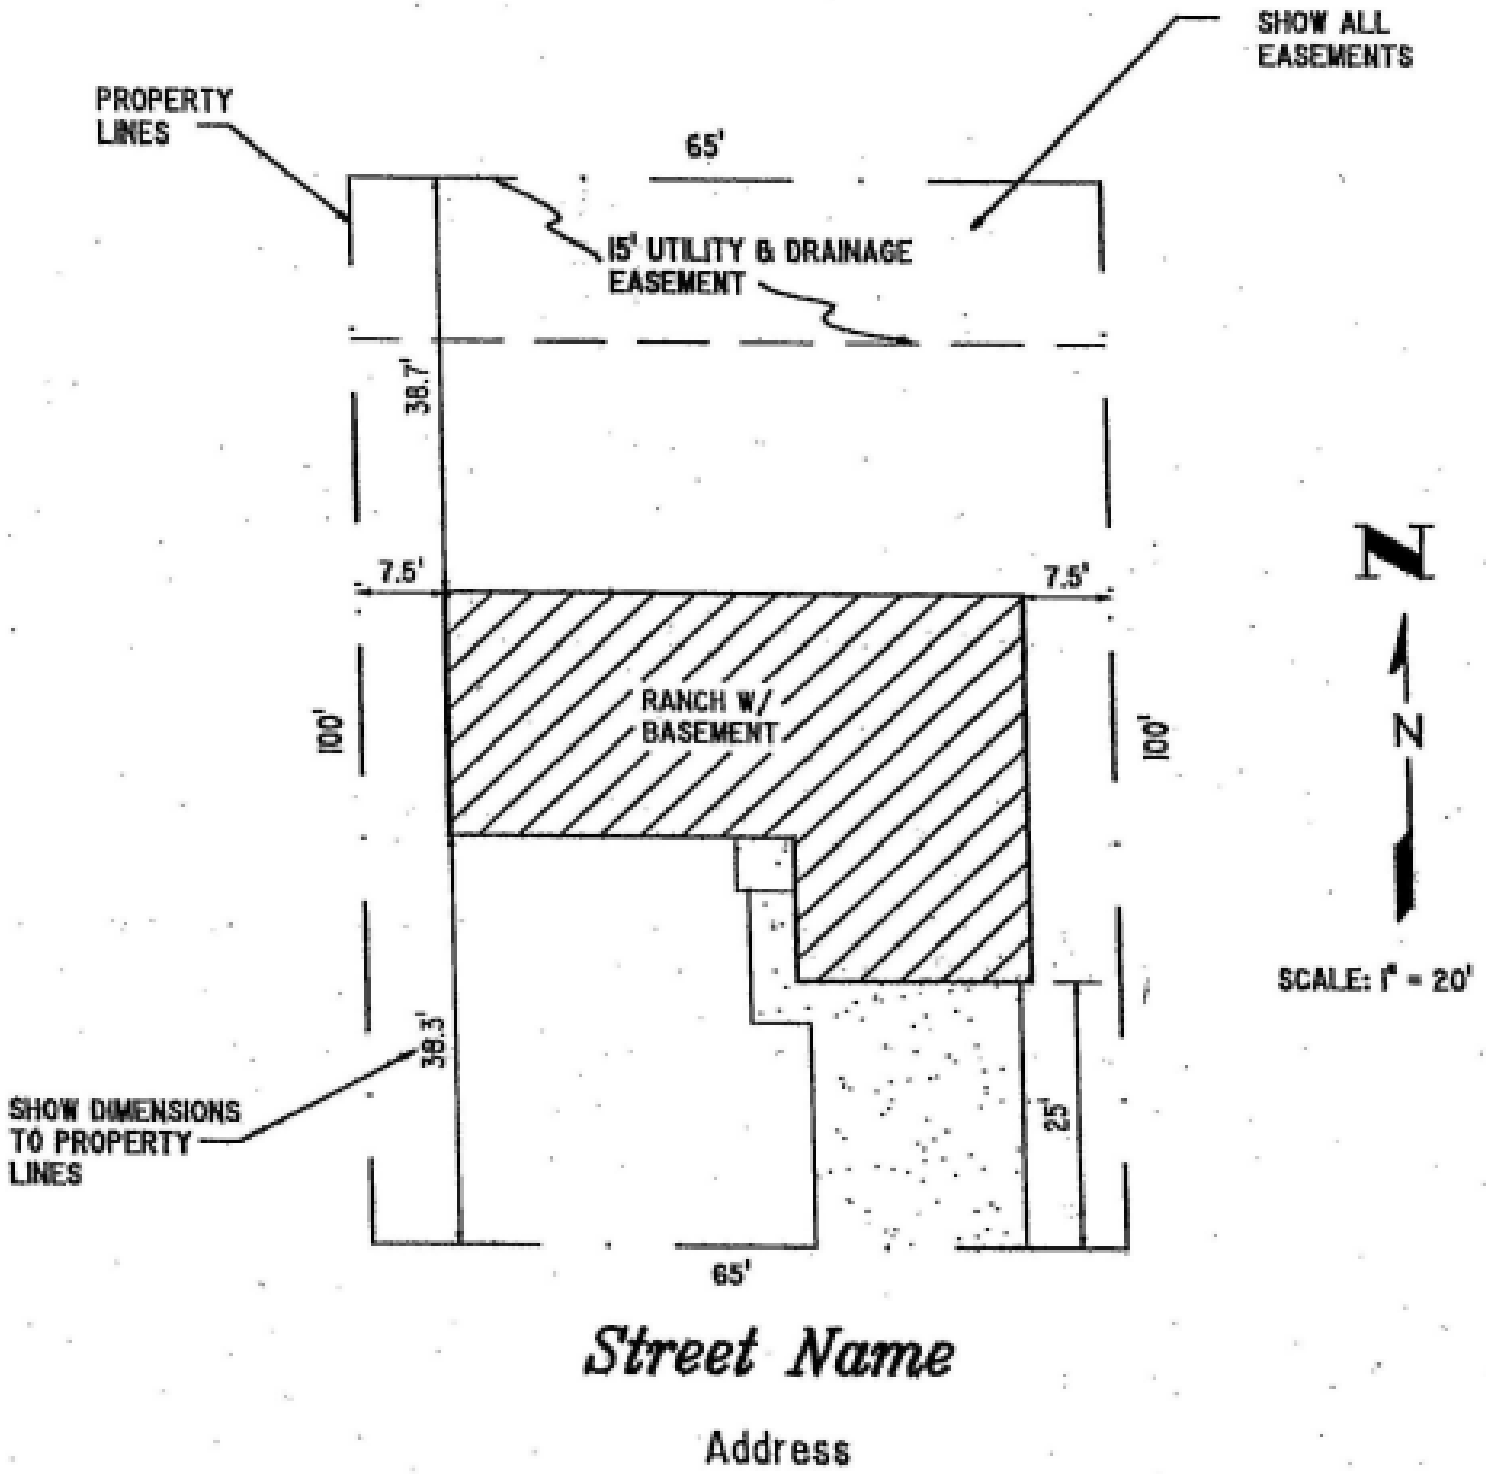 SHOW ALL
EASEMENTS
PROPERTY
LINES
65'
15' UTILITY & DRAINAGE
EASEMENT
38.7'
7.5'
7.5'
N
RANCH W/
BASEMENT
100'
100'
N
SCALE: 1" = 20'
38.3'
25'
SHOW DIMENSIONS
TO PROPERTY
LINES
65'
Street Name
Address